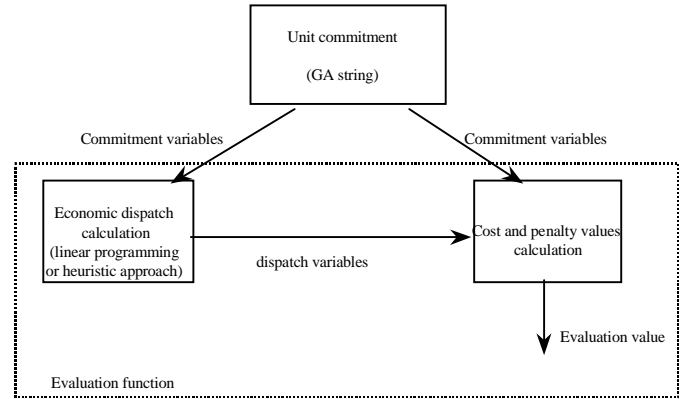 Unit commitment
(GA string)
Commitment variables
Commitment variables
Economic dispatch
calculation
(linear programming
or heuristic approach)
dispatch variables
Cost and penalty values
calculation
Evaluation value
Evaluation function